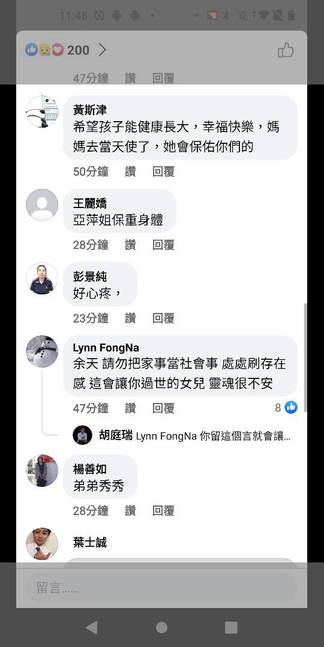 11:48
200
47分鐘 讚 回覆
黃斯津
希望孩子能健康長大，幸福快樂，媽
媽去當天使了，她會保佑你們的
50分鐘 讚 回覆
王麗嬌
亞萍姐保重身體
28分鐘 讚 回覆
彭景純
好心疼，
23分鐘 讚 回覆
Lynn FongNa
余天 請勿把家事當社會事 處處刷存在
感 這會讓你過世的女兒 靈魂很不安
47分鐘 讚 回覆 8
胡庭瑞 Lynn FongNa 你留這個言就會讓...
楊善如
弟弟秀秀
28分鐘 讚 回覆
葉士誠
留言......